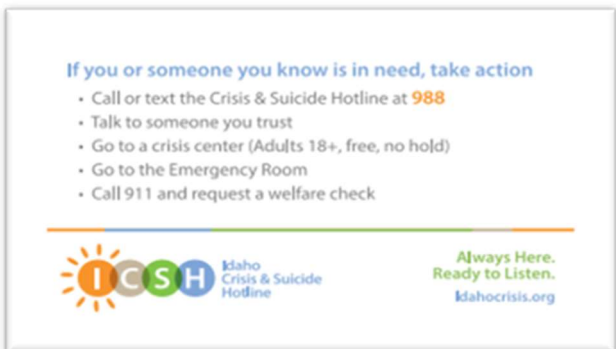 If you or someone you know is in need, take action
• Call or text the Crisis & Suicide Hotline at 988
• Talk to someone you trust
• Go to a crisis center (Adults 18+, free, no hold)
• Go to the Emergency Room
• Call 911 and request a welfare check
ICSH
Idaho
Crisis & Suicide
Hotline
Always Here.
Ready to Listen.
Idahocrisis.org